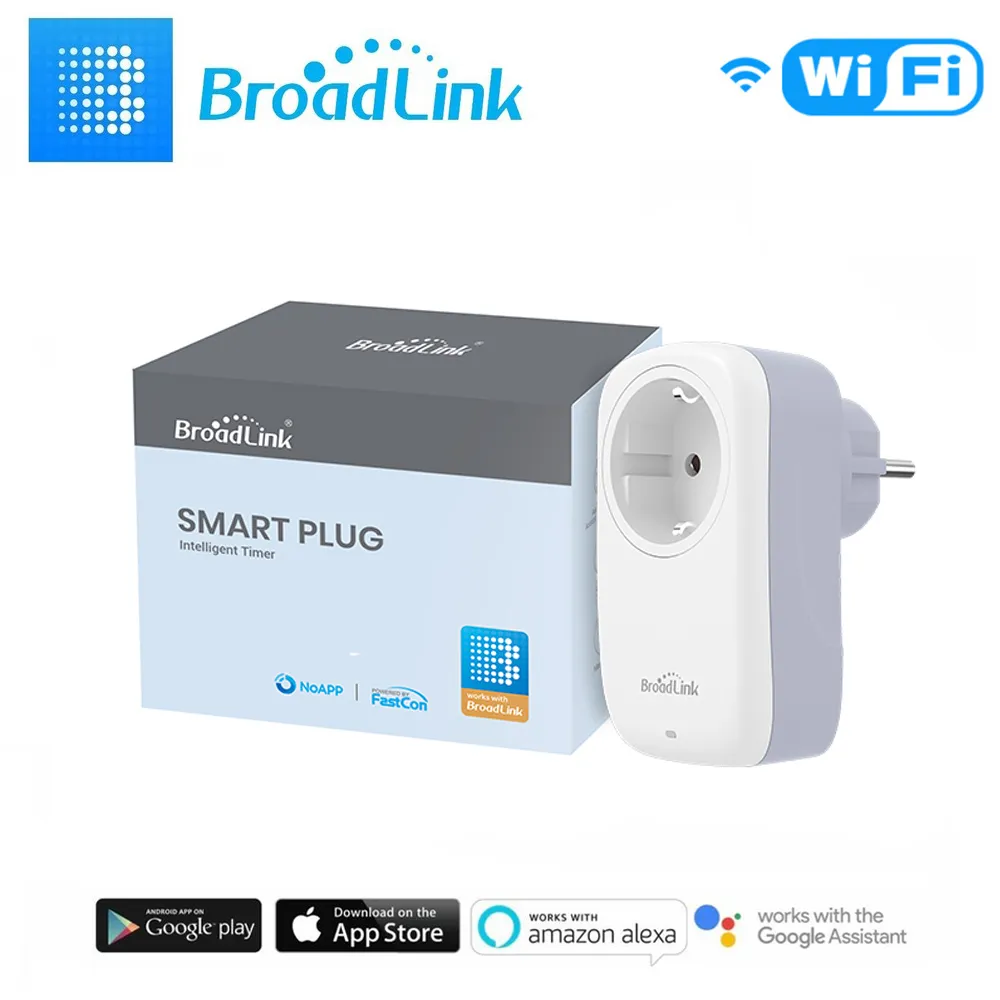 BroadLink
WiFi
BroadLink®
BroadLink®
SMART PLUG
Intelligent Timer
NoAPP
POWERED BY
FastCon
works with
BroadLink
BroadLink
ANDROID APP ON
Google play
Download on the
App Store
WORKS WITH
amazon alexa
works with the
Google Assistant